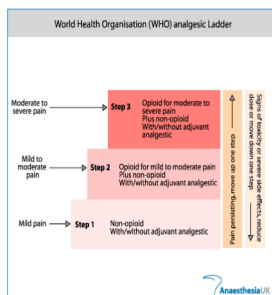 World Health Organisation (WHO) analgesic Ladder
Moderate to
severe pain
Step 3
Opioid for moderate to
severe pain
Plus non-opioid
With/without adjuvant
analgestic
Mild to
moderate
pain
Step 2
Opioid for mild to moderate pain
Plus non-opioid
With/without adjuvant analgestic
Mild pain
Step 1
Non-opioid
With/without adjuvant analgestic
Pain persisting, move up one step
Signs of toxicity or severe side effects, reduce
dose or move down one step
AnaesthesiaUK